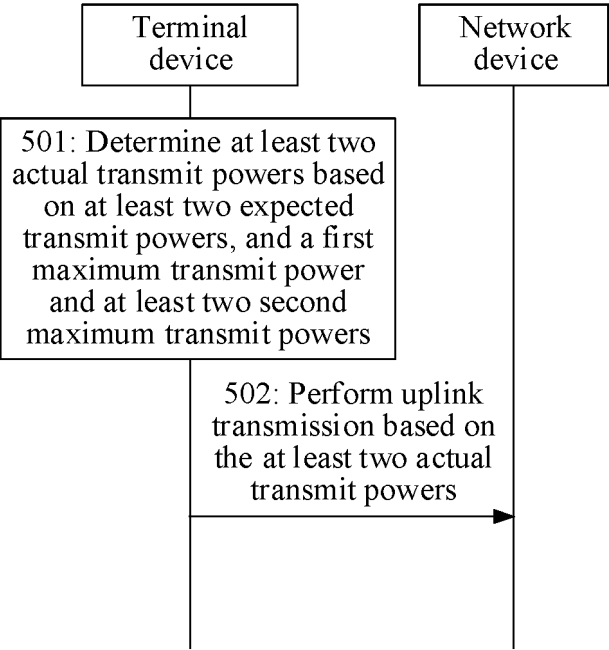 Terminal
device
Network
device
501: Determine at least two
actual transmit powers based
on at least two expected
transmit powers, and a first
maximum transmit power
and at least two second
maximum transmit powers
502: Perform uplink
transmission based on
the at least two actual
transmit powers